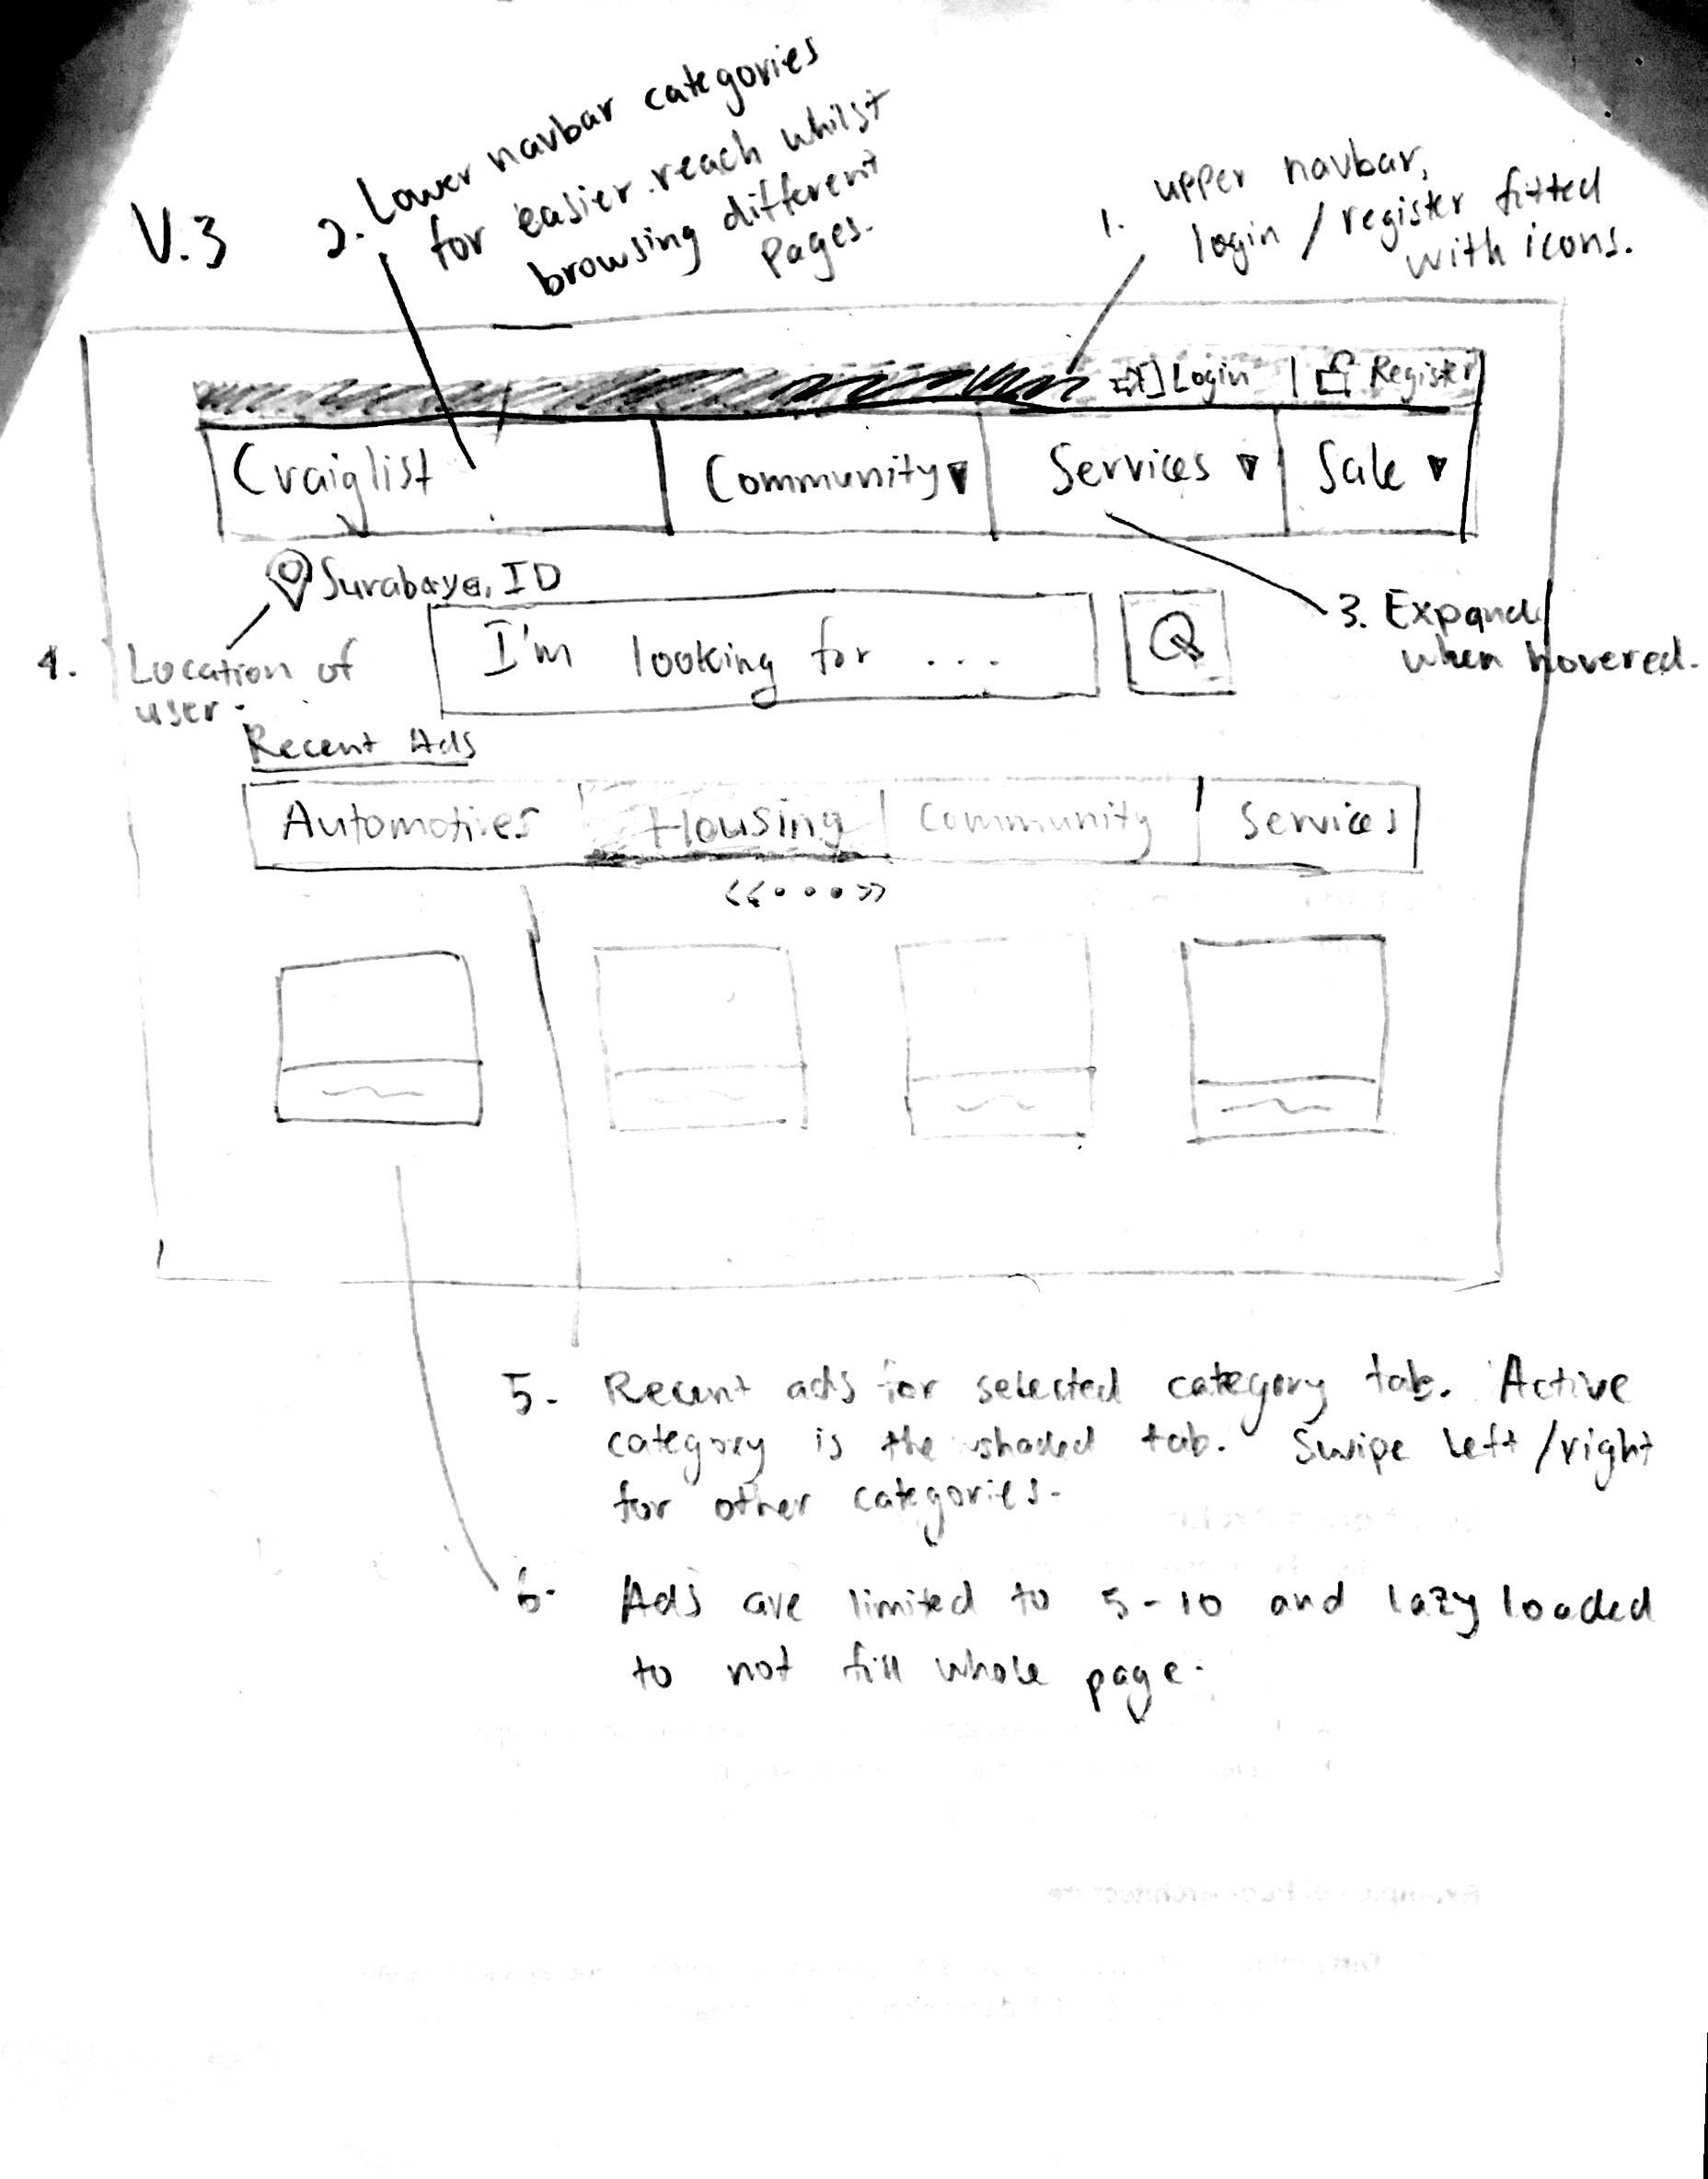 V.3
2. Lower navbar categories
for easier reach whilst
browsing different
pages.
1. upper navbar,
login / register fitted
with icons.
Login | Register
Craiglist
Community ▼
Services ▼
Sale ▼
Surabaya, ID
I'm looking for ...
3. Expand
when hovered.
4. Location of
user.
Recent Ads
Automotives
Housing
Community
Services
<<•••>>
5. Recent ads for selected category tab. Active
category is the shaded tab. Swipe left/right
for other categories.
6. Ads are limited to 5-10 and lazy loaded
to not fill whole page.